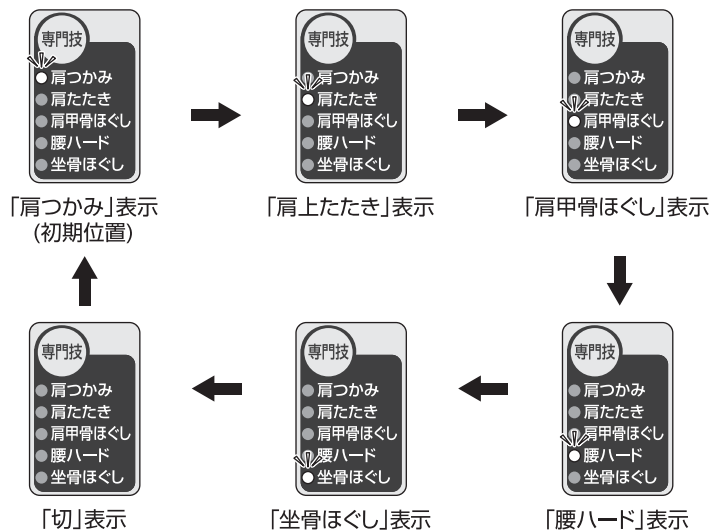 専門技
肩つかみ
肩たたき
肩甲骨ほぐし
腰ハード
坐骨ほぐし
「肩つかみ」表示
(初期位置)
専門技
肩つかみ
肩たたき
肩甲骨ほぐし
腰ハード
坐骨ほぐし
「肩上たたき」表示
専門技
肩つかみ
肩たたき
肩甲骨ほぐし
腰ハード
坐骨ほぐし
「肩甲骨ほぐし」表示
専門技
肩つかみ
肩たたき
肩甲骨ほぐし
腰ハード
坐骨ほぐし
「切」表示
専門技
肩つかみ
肩たたき
肩甲骨ほぐし
腰ハード
坐骨ほぐし
「坐骨ほぐし」表示
専門技
肩つかみ
肩たたき
肩甲骨ほぐし
腰ハード
坐骨ほぐし
「腰ハード」表示